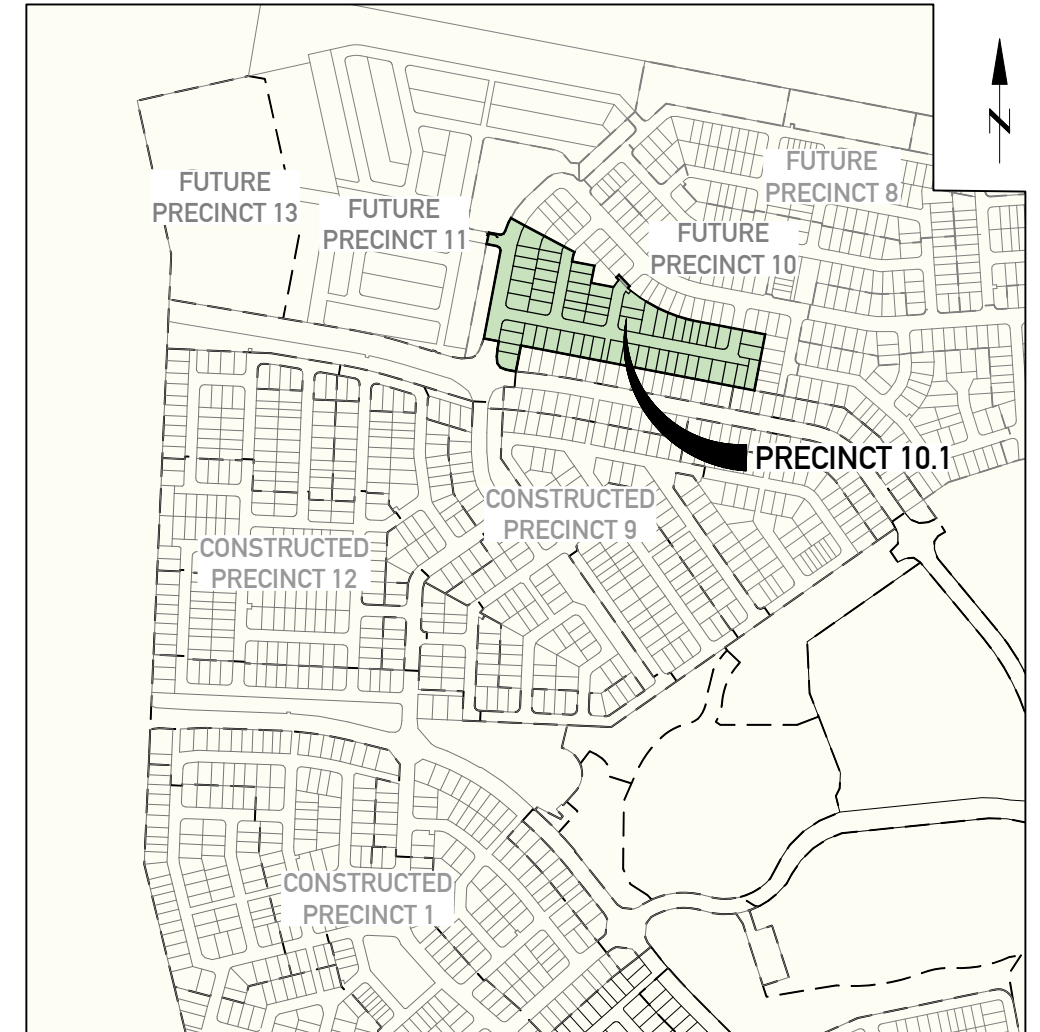 N
FUTURE
PRECINCT 8
FUTURE
PRECINCT 13
FUTURE
PRECINCT 11
FUTURE
PRECINCT 10
PRECINCT 10.1
CONSTRUCTED
PRECINCT 9
CONSTRUCTED
PRECINCT 12
CONSTRUCTED
PRECINCT 1